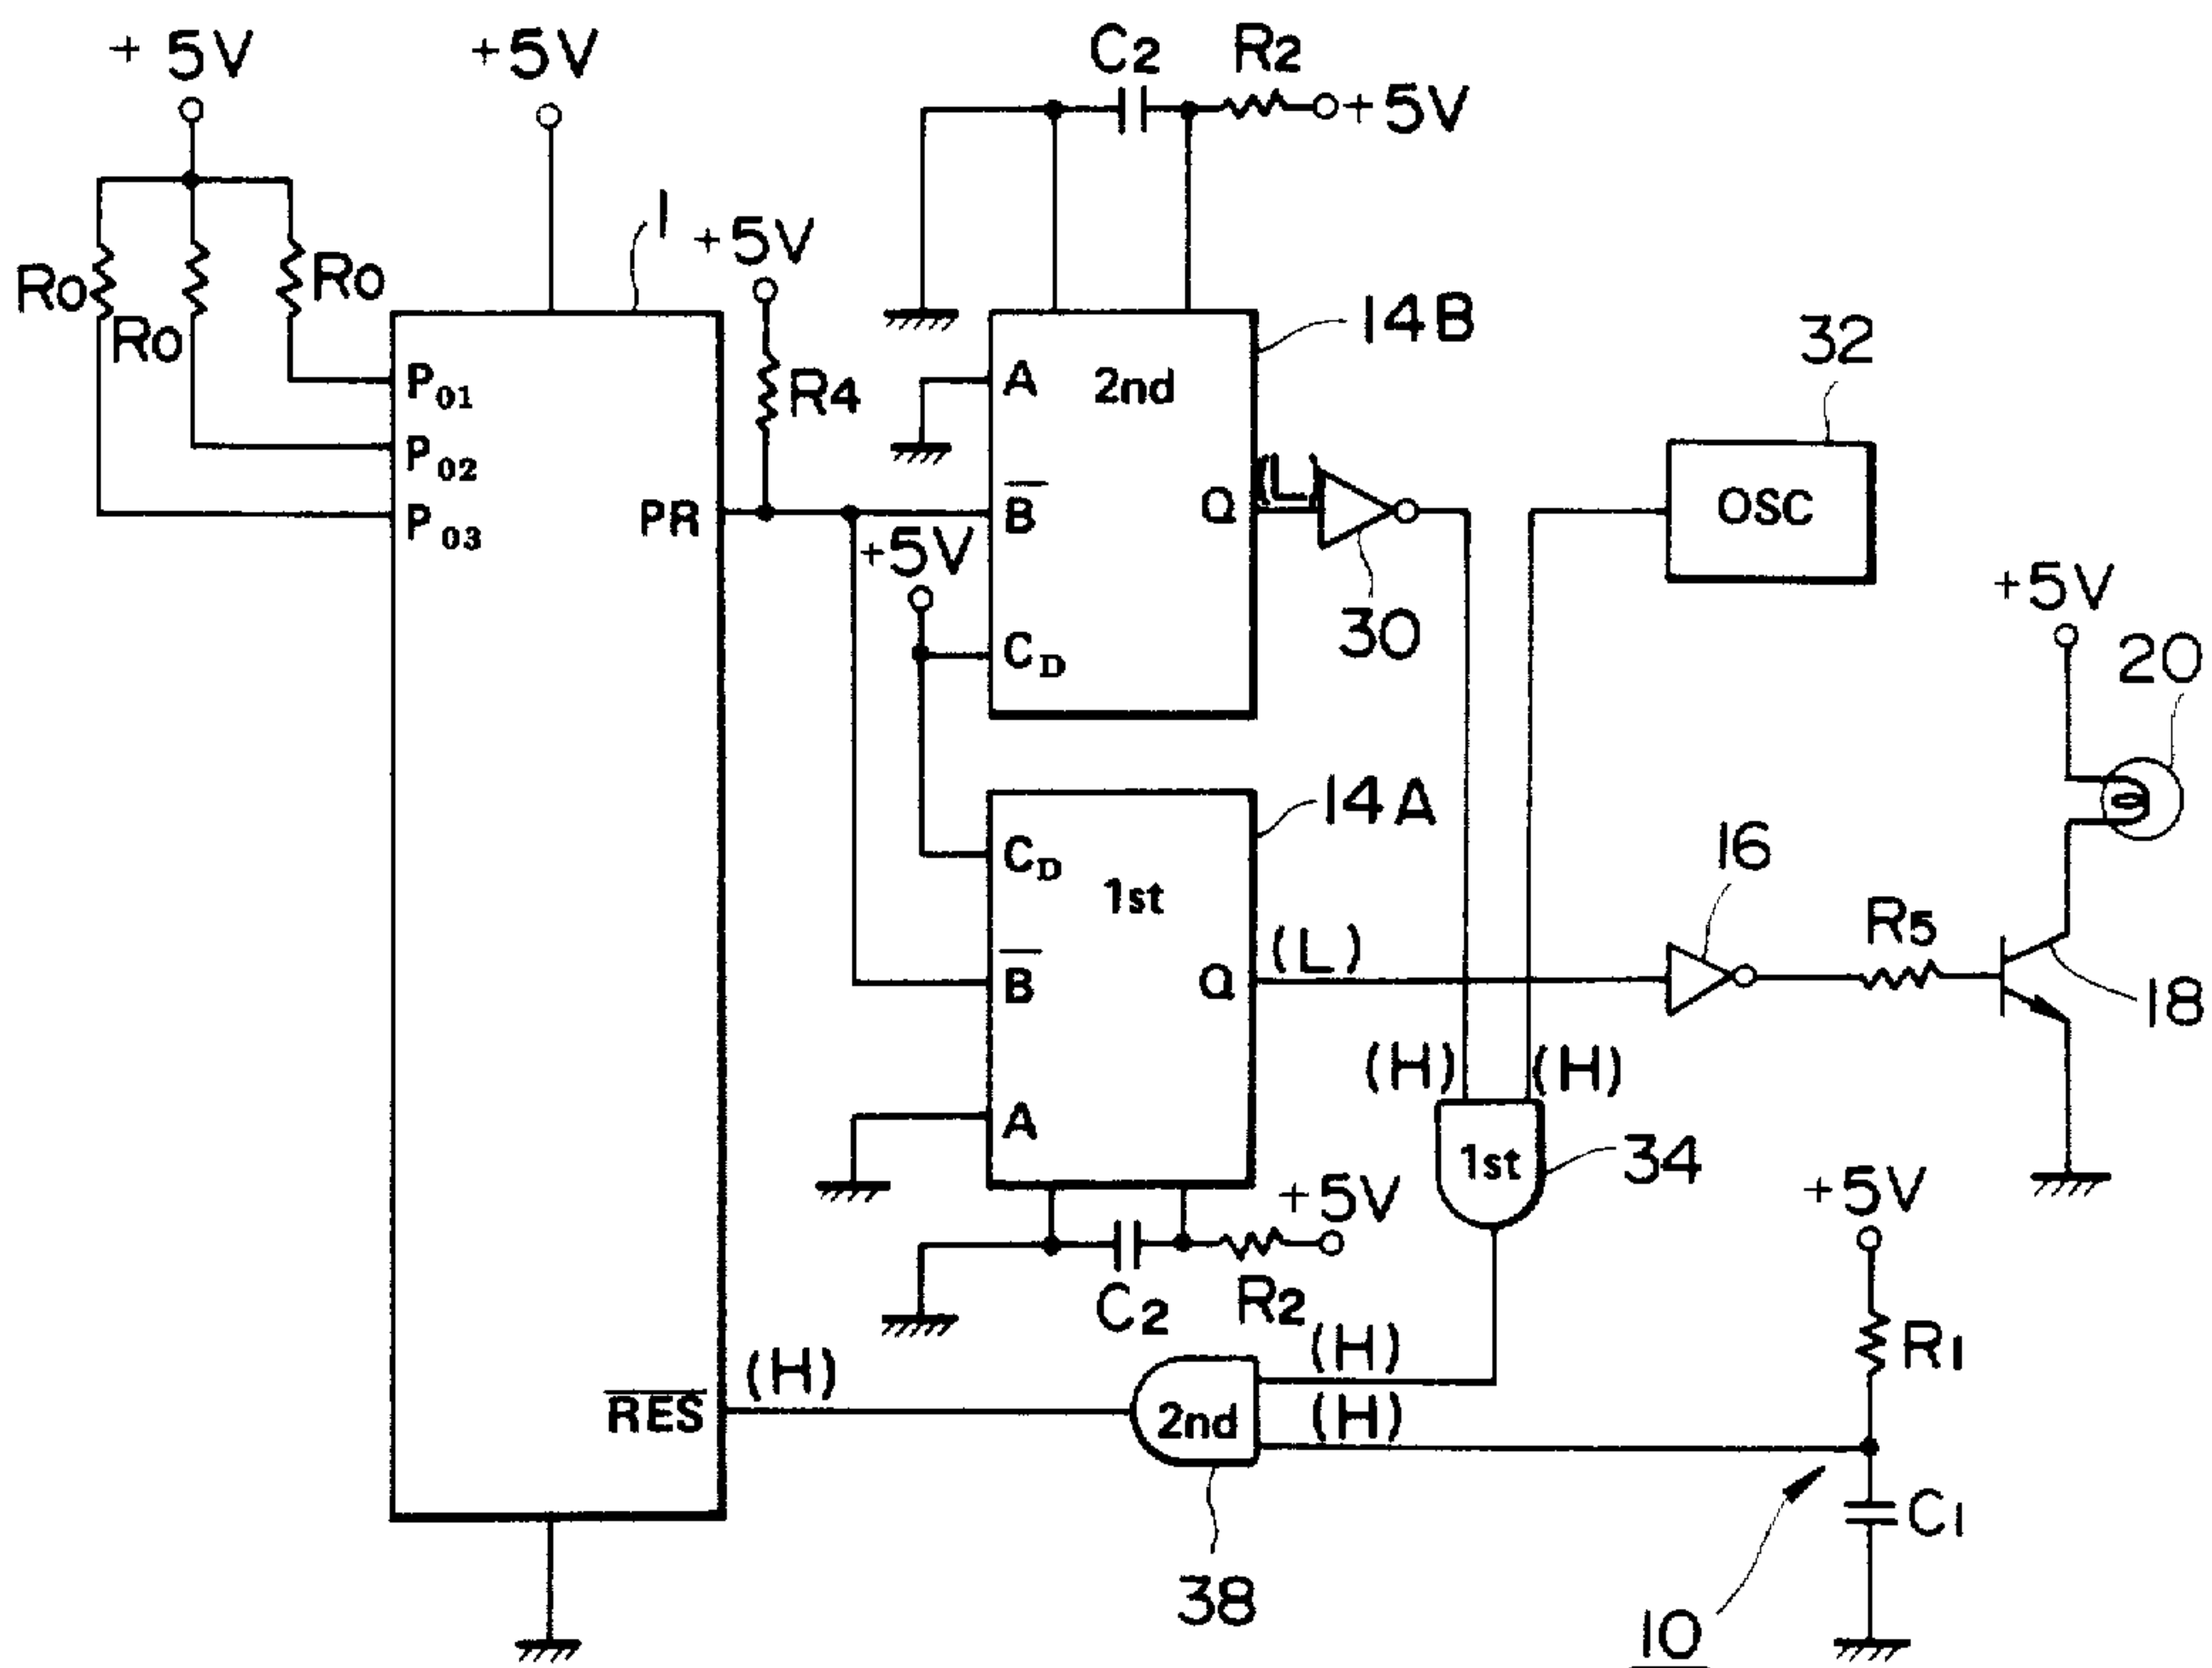 +5V
+5V
C2
R2
+5V
1
+5V
Ro
Ro
Ro
R4
14B
32
P01
P02
P03
PR
A
2nd
B̅
Q
(L)
CD
+5V
30
OSC
+5V
20
14A
CD
1st
B̅
Q
(L)
A
16
R5
18
(H)
(H)
1st
34
+5V
C2
R2
+5V
R1
(H)
(H)
(H)
R̅E̅S̅
2nd
38
C1
10